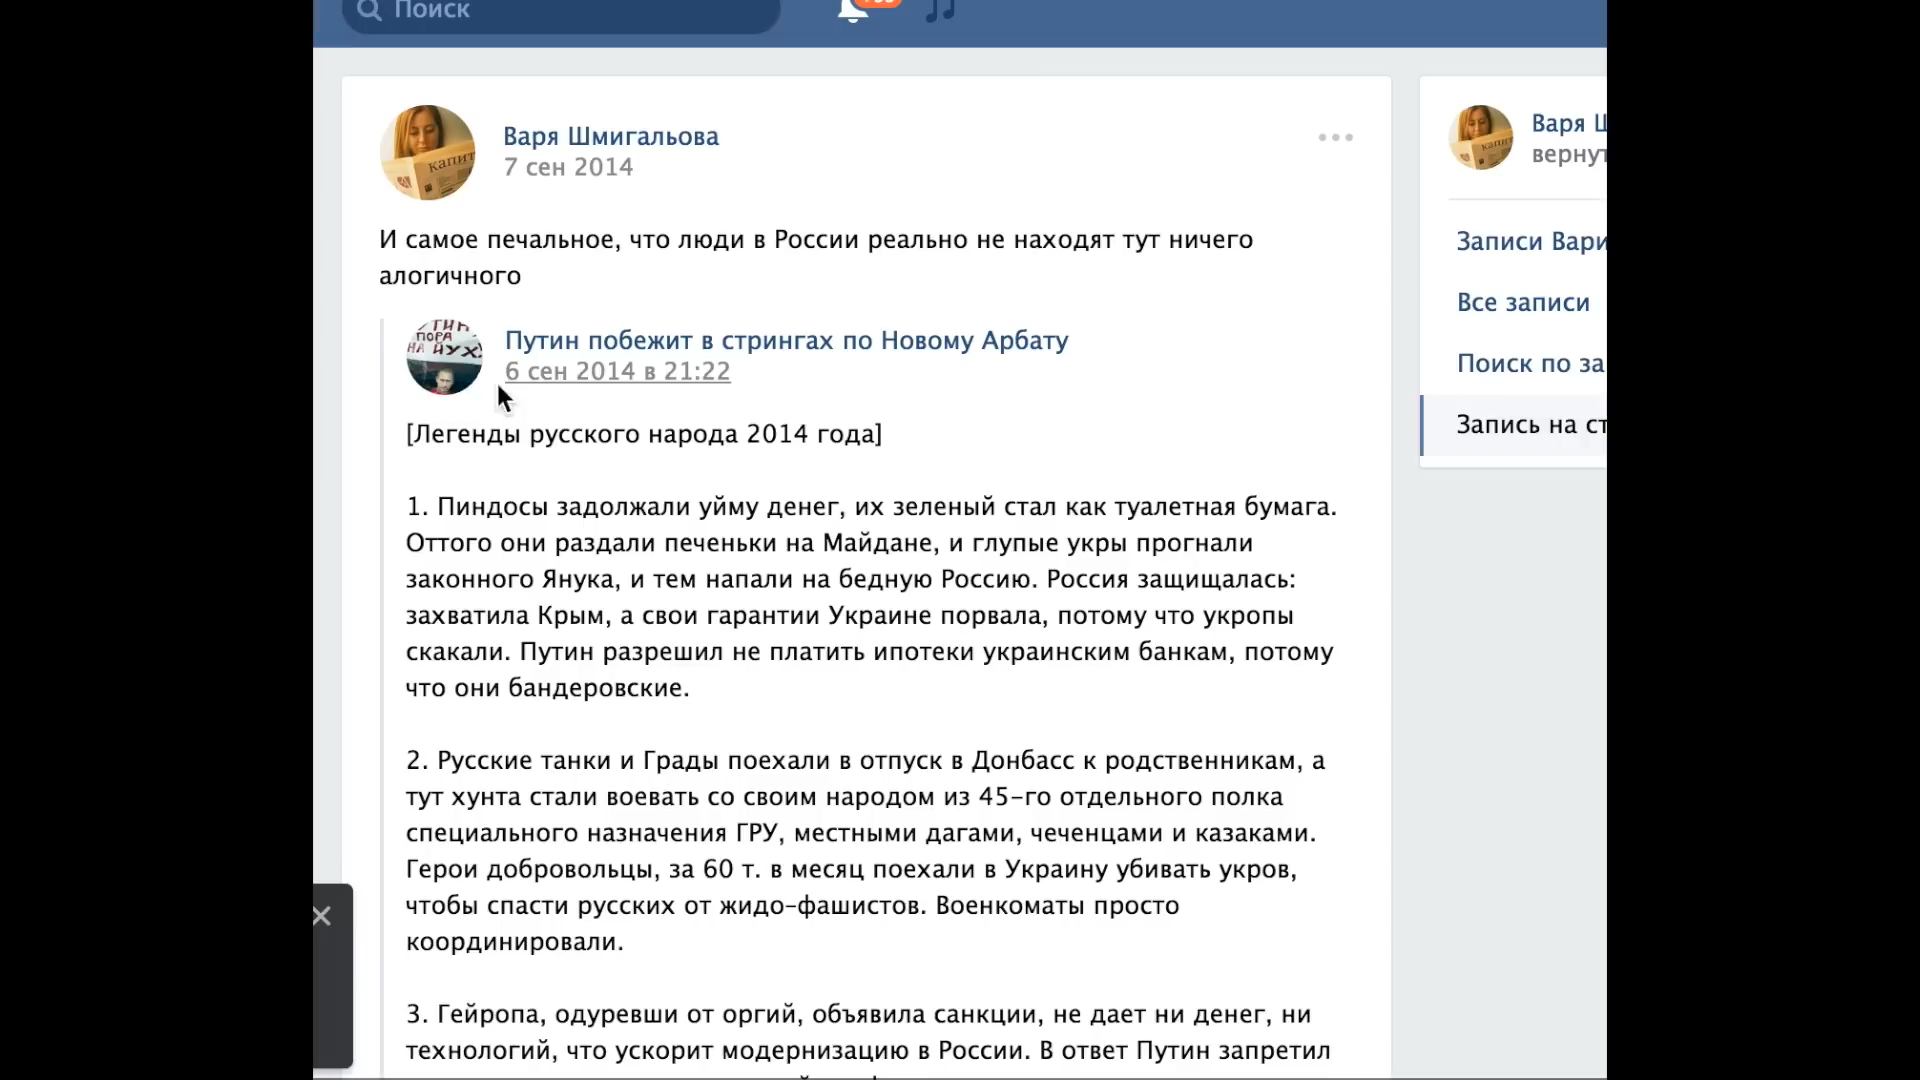 Поиск
Варя Шмигальова
7 сен 2014
И самое печальное, что люди в России реально не находят тут ничего
алогичного
Путин побежит в стрингах по Новому Арбату
6 сен 2014 в 21:22
[Легенды русского народа 2014 года]
1. Пиндосы задолжали уйму денег, их зеленый стал как туалетная бумага.
Оттого они раздали печеньки на Майдане, и глупые укры прогнали
законного Янука, и тем напали на бедную Россию. Россия защищалась:
захватила Крым, а свои гарантии Украине порвала, потому что укропы
скакали. Путин разрешил не платить ипотеки украинским банкам, потому
что они бандеровские.
2. Русские танки и Грады поехали в отпуск в Донбасс к родственникам, а
тут хунта стали воевать со своим народом из 45-го отдельного полка
специального назначения ГРУ, местными дагами, чеченцами и казаками.
Герои добровольцы, за 60 т. в месяц поехали в Украину убивать укров,
чтобы спасти русских от жидо-фашистов. Военкоматы просто
координировали.
3. Гейропа, одуревши от оргий, объявила санкции, не дает ни денег, ни
технологий, что ускорит модернизацию в России. В ответ Путин запретил
Варя Ш
вернут
Записи Вари
Все записи
Поиск по за
Запись на ст
капит
ПОРА
НА ЙУХ